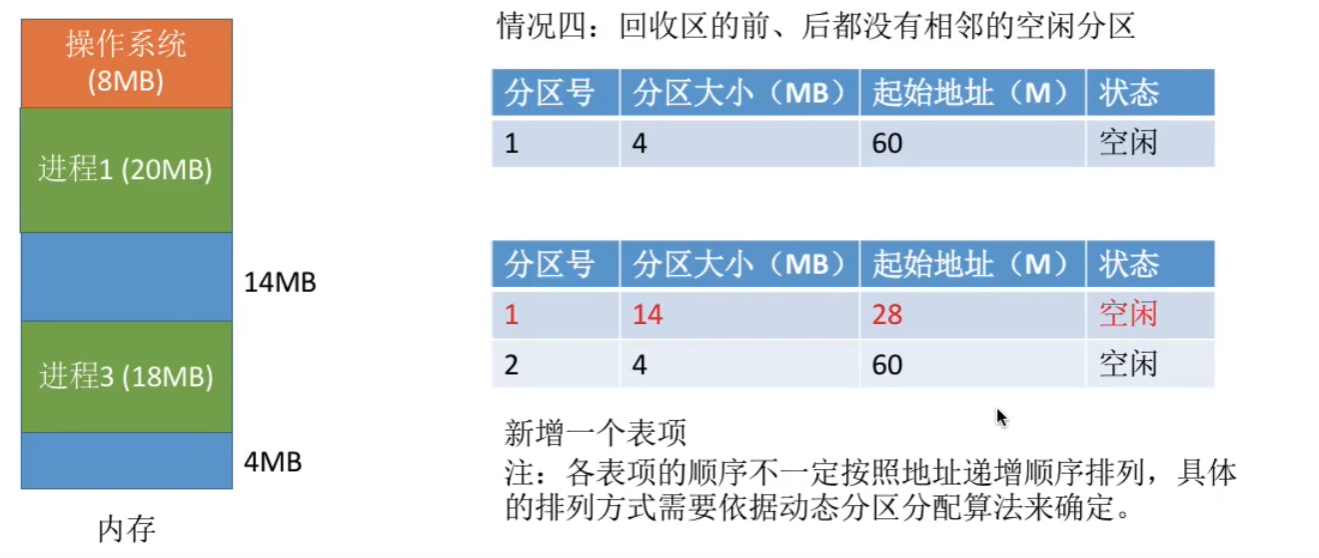 操作系统
(8MB)
进程1 (20MB)
14MB
进程3 (18MB)
4MB
内存
情况四：回收区的前、后都没有相邻的空闲分区
分区号 分区大小（MB） 起始地址（M） 状态
1 4 60 空闲
分区号 分区大小（MB） 起始地址（M） 状态
1 14 28 空闲
2 4 60 空闲
新增一个表项
注：各表项的顺序不一定按照地址递增顺序排列，具体
的排列方式需要依据动态分区分配算法来确定。